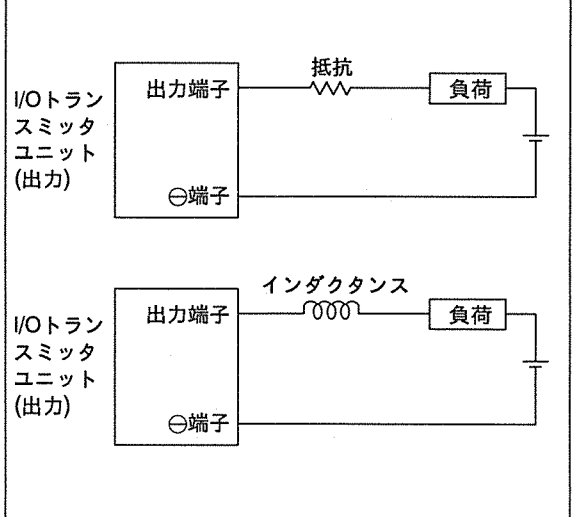 抵抗
I/Oトラン
スミッタ
ユニット
(出力)
出力端子
負荷
⊖端子
インダクタンス
I/Oトラン
スミッタ
ユニット
(出力)
出力端子
負荷
⊖端子